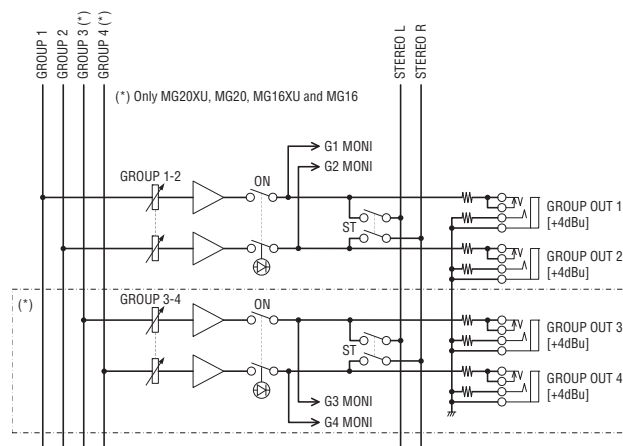 GROUP 1
GROUP 2
GROUP 3 (*)
GROUP 4 (*)
STEREO L
STEREO R
(*) Only MG20XU, MG20, MG16XU and MG16
G1 MONI
G2 MONI
GROUP 1-2
ON
ST
GROUP OUT 1
[+4dBu]
GROUP OUT 2
[+4dBu]
(*)
GROUP 3-4
ON
ST
GROUP OUT 3
[+4dBu]
GROUP OUT 4
[+4dBu]
G3 MONI
G4 MONI